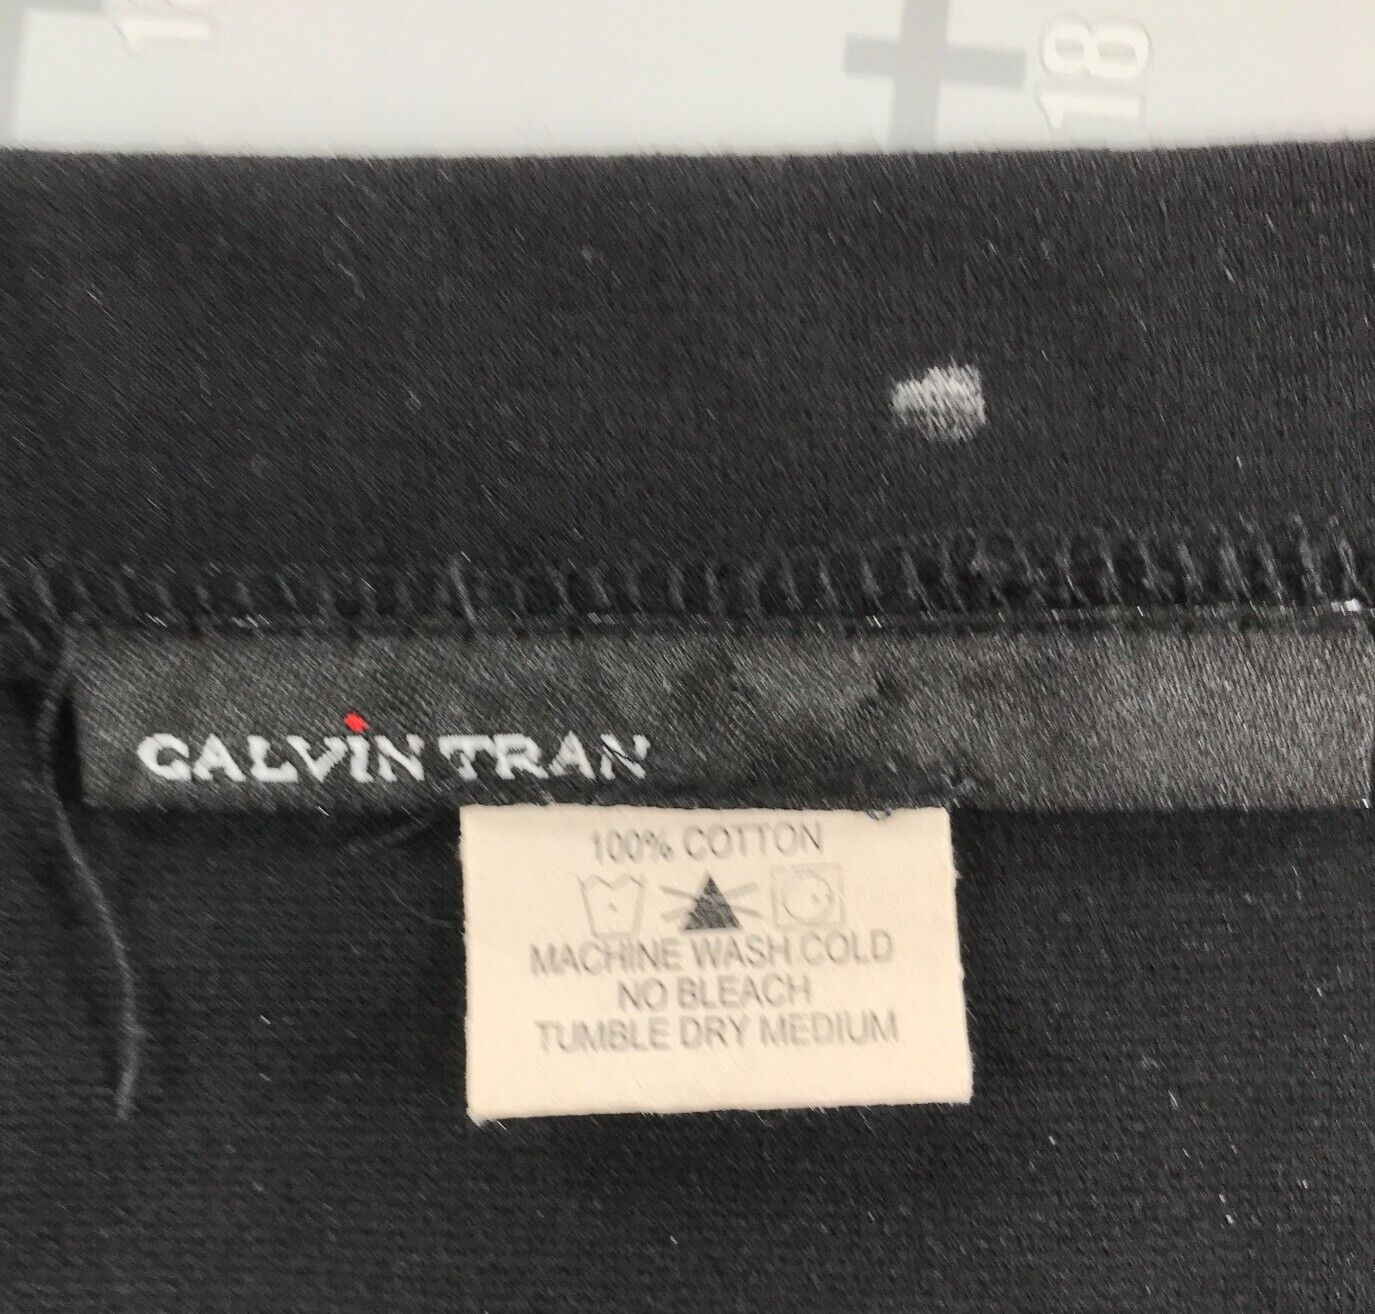 18
CALVIN TRAN
100% COTTON
MACHINE WASH COLD
NO BLEACH
TUMBLE DRY MEDIUM